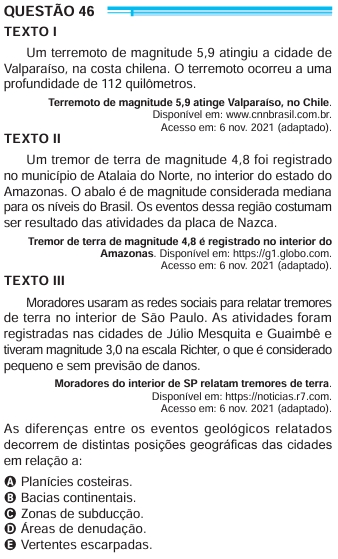 QUESTÃO 46
TEXTO I
Um terremoto de magnitude 5,9 atingiu a cidade de
Valparaíso, na costa chilena. O terremoto ocorreu a uma
profundidade de 112 quilômetros.
Terremoto de magnitude 5,9 atinge Valparaíso, no Chile.
Disponível em: www.cnnbrasil.com.br.
Acesso em: 6 nov. 2021 (adaptado).
TEXTO II
Um tremor de terra de magnitude 4,8 foi registrado
no município de Atalaia do Norte, no interior do estado do
Amazonas. O abalo é de magnitude considerada mediana
para os níveis do Brasil. Os eventos dessa região costumam
ser resultado das atividades da placa de Nazca.
Tremor de terra de magnitude 4,8 é registrado no interior do
Amazonas. Disponível em: https://g1.globo.com.
Acesso em: 6 nov. 2021 (adaptado).
TEXTO III
Moradores usaram as redes sociais para relatar tremores
de terra no interior de São Paulo. As atividades foram
registradas nas cidades de Júlio Mesquita e Guaimbê e
tiveram magnitude 3,0 na escala Richter, o que é considerado
pequeno e sem previsão de danos.
Moradores do interior de SP relatam tremores de terra.
Disponível em: https://noticias.r7.com.
Acesso em: 6 nov. 2021 (adaptado).
As diferenças entre os eventos geológicos relatados
decorrem de distintas posições geográficas das cidades
em relação a:
A Planícies costeiras.
B Bacias continentais.
C Zonas de subducção.
D Áreas de denudação.
E Vertentes escarpadas.